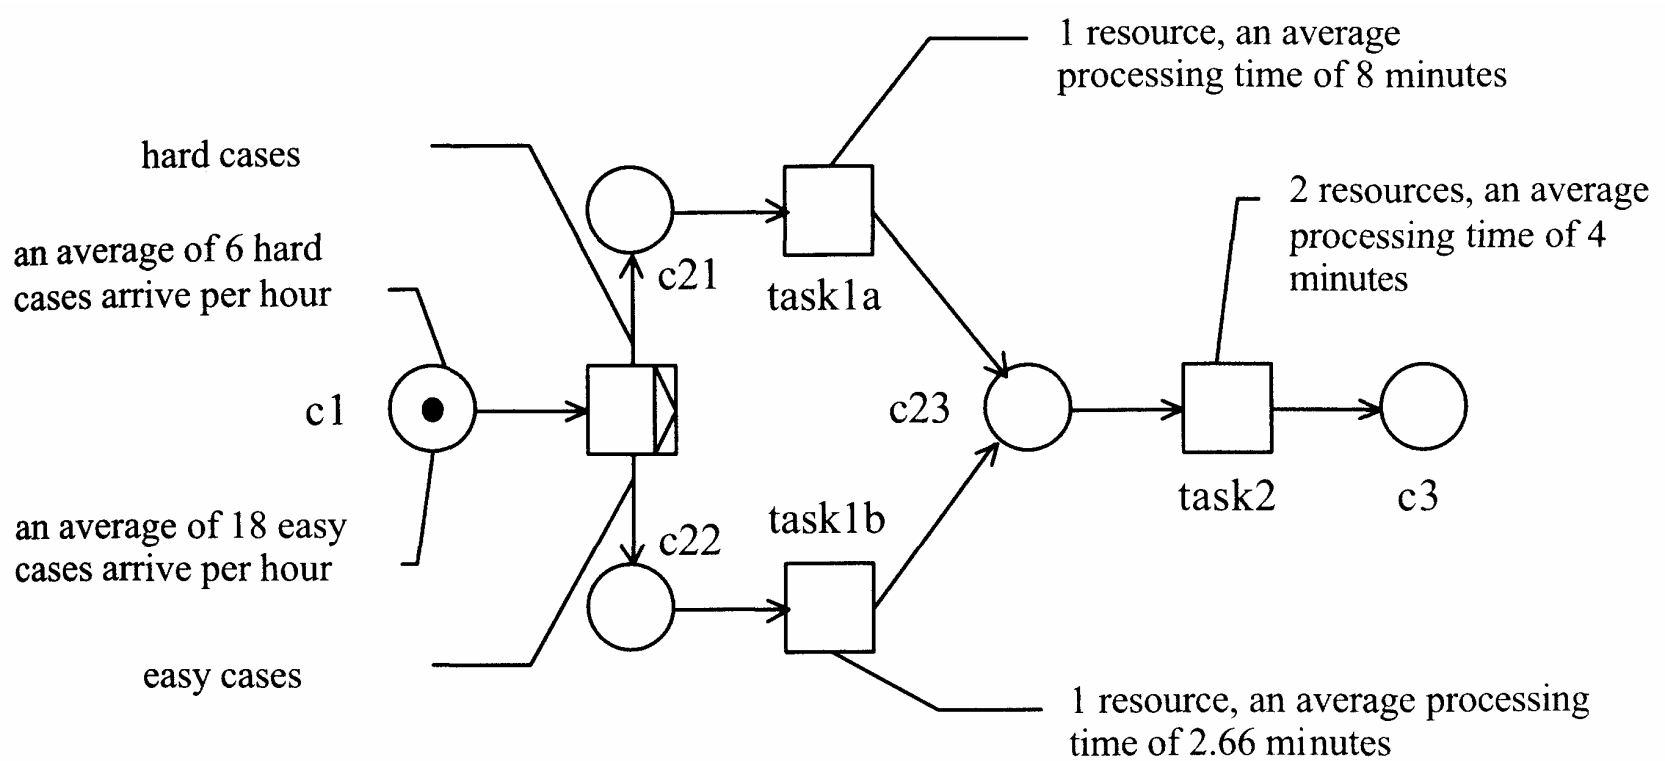 1 resource, an average
processing time of 8 minutes
hard cases
2 resources, an average
processing time of 4
minutes
an average of 6 hard
cases arrive per hour
c21
task1a
c1
c23
task2
c3
an average of 18 easy
cases arrive per hour
c22
task1b
easy cases
1 resource, an average processing
time of 2.66 minutes